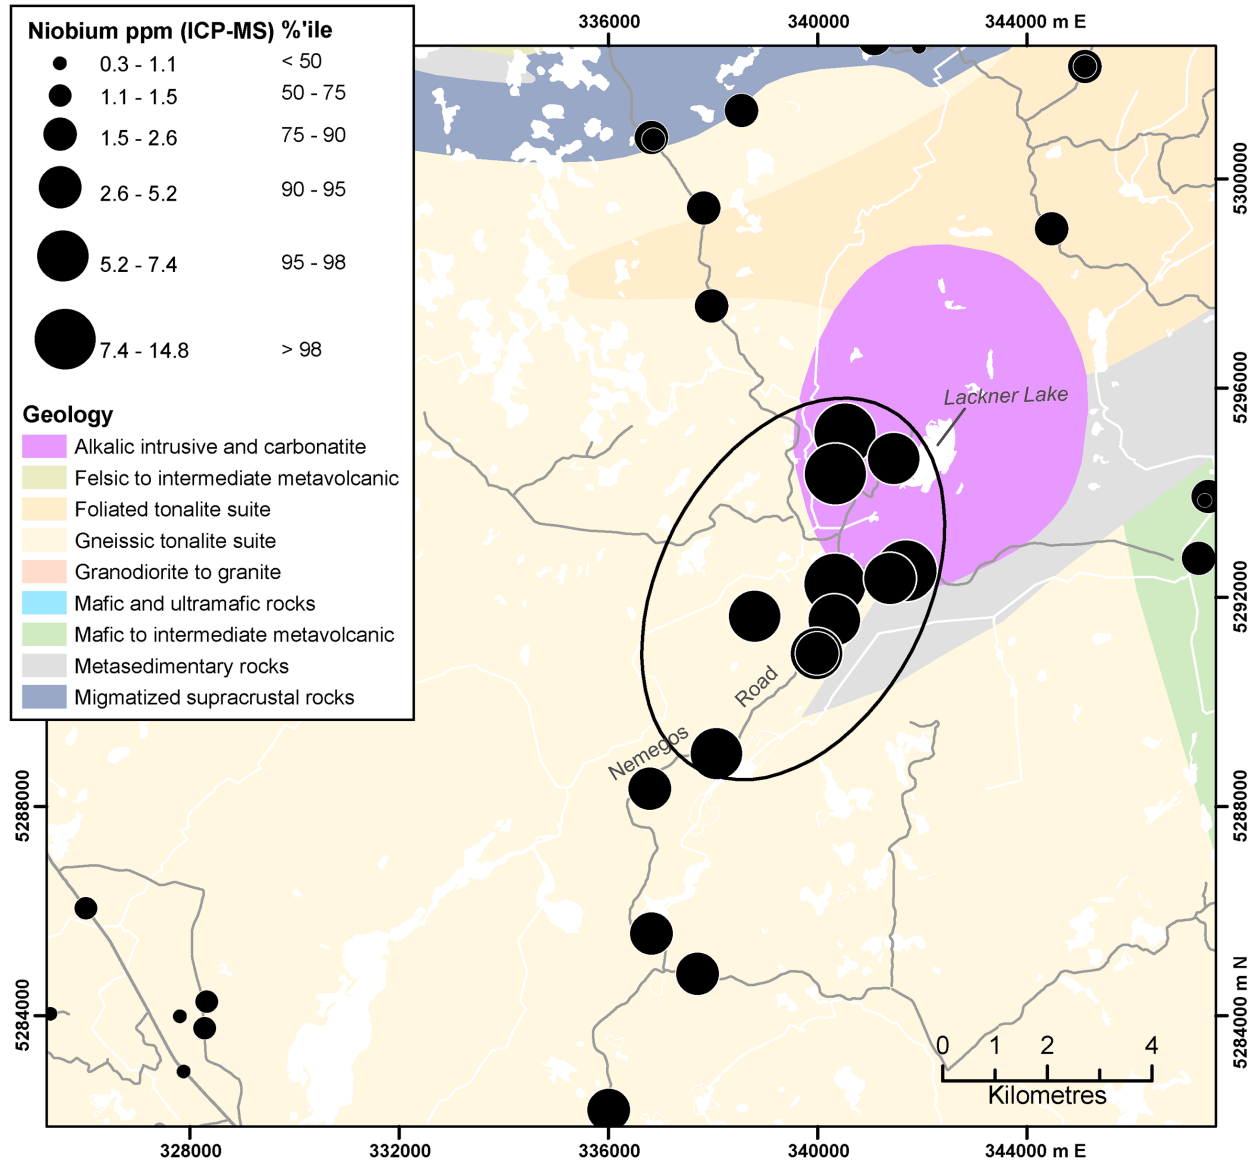 Niobium ppm (ICP-MS) %'ile
0.3 - 1.1 < 50
1.1 - 1.5 50 - 75
1.5 - 2.6 75 - 90
2.6 - 5.2 90 - 95
5.2 - 7.4 95 - 98
7.4 - 14.8 > 98
Geology
Alkalic intrusive and carbonatite
Felsic to intermediate metavolcanic
Foliated tonalite suite
Gneissic tonalite suite
Granodiorite to granite
Mafic and ultramafic rocks
Mafic to intermediate metavolcanic
Metasedimentary rocks
Migmatized supracrustal rocks
336000 340000 344000 m E
5300000
5296000
5292000
5288000
5284000 m N
Lackner Lake
Nemegos Road
5288000
5284000
0 1 2 4
Kilometres
328000 332000 336000 340000 344000 m E